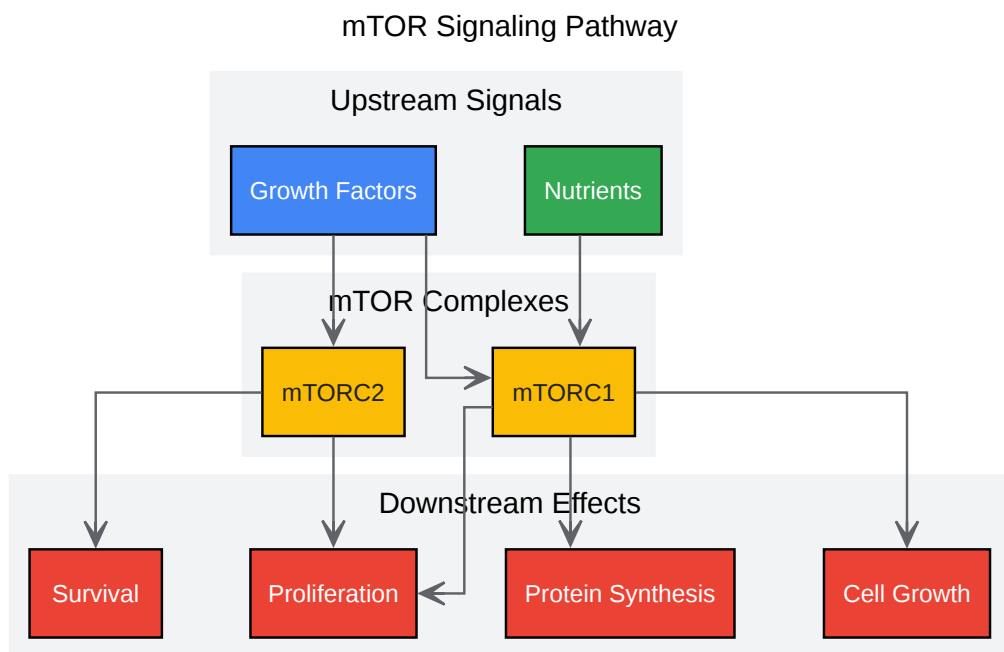 mTOR Signaling Pathway
Upstream Signals
Growth Factors
Nutrients
mTOR Complexes
mTORC2
mTORC1
Downstream Effects
Survival
Proliferation
Protein Synthesis
Cell Growth